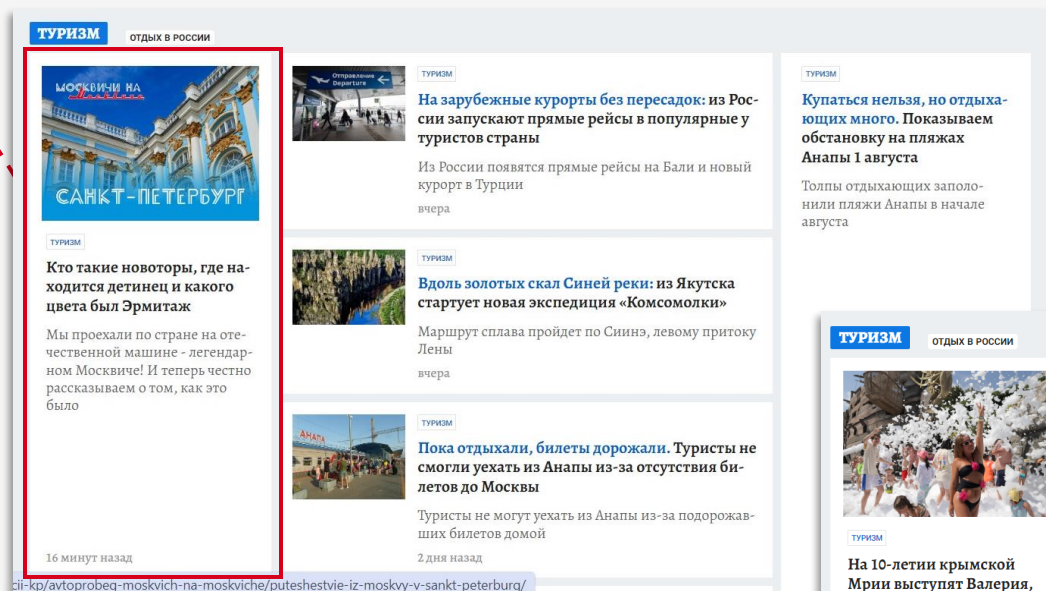 ТУРИЗМ
ОТДЫХ В РОССИИ
МОСКВИЧИ НА
Москвиче
САНКТ-ПЕТЕРБУРГ
ТУРИЗМ
Кто такие новоторы, где на-
ходится детинец и какого
цвета был Эрмитаж
Мы проехали по стране на оте-
чественной машине - легендар-
ном Москвиче! И теперь честно
рассказываем о том, как это
было
16 минут назад
Отправление
Departure
ТУРИЗМ
На зарубежные курорты без пересадок: из Рос-
сии запускают прямые рейсы в популярные у
туристов страны
Из России появятся прямые рейсы на Бали и новый
курорт в Турции
вчера
ТУРИЗМ
Вдоль золотых скал Синей реки: из Якутска
стартует новая экспедиция «Комсомолки»
Маршрут сплава пройдет по Сиинэ, левому притоку
Лены
вчера
АНАПА
ТУРИЗМ
Пока отдыхали, билеты дорожали. Туристы не
смогли уехать из Анапы из-за отсутствия би-
летов до Москвы
Туристы не могут уехать из Анапы из-за подорожав-
ших билетов домой
2 дня назад
ТУРИЗМ
Купаться нельзя, но отдыха-
ющих много. Показываем
обстановку на пляжах
Анапы 1 августа
Толпы отдыхающих заполо-
нили пляжи Анапы в начале
августа
ТУРИЗМ
ОТДЫХ В РОССИИ
ТУРИЗМ
На 10-летии крымской
Мрии выступят Валерия,
cii-kp/avtoprobeg-moskvich-na-moskviche/puteshestvie-iz-moskvy-v-sankt-peterburg/